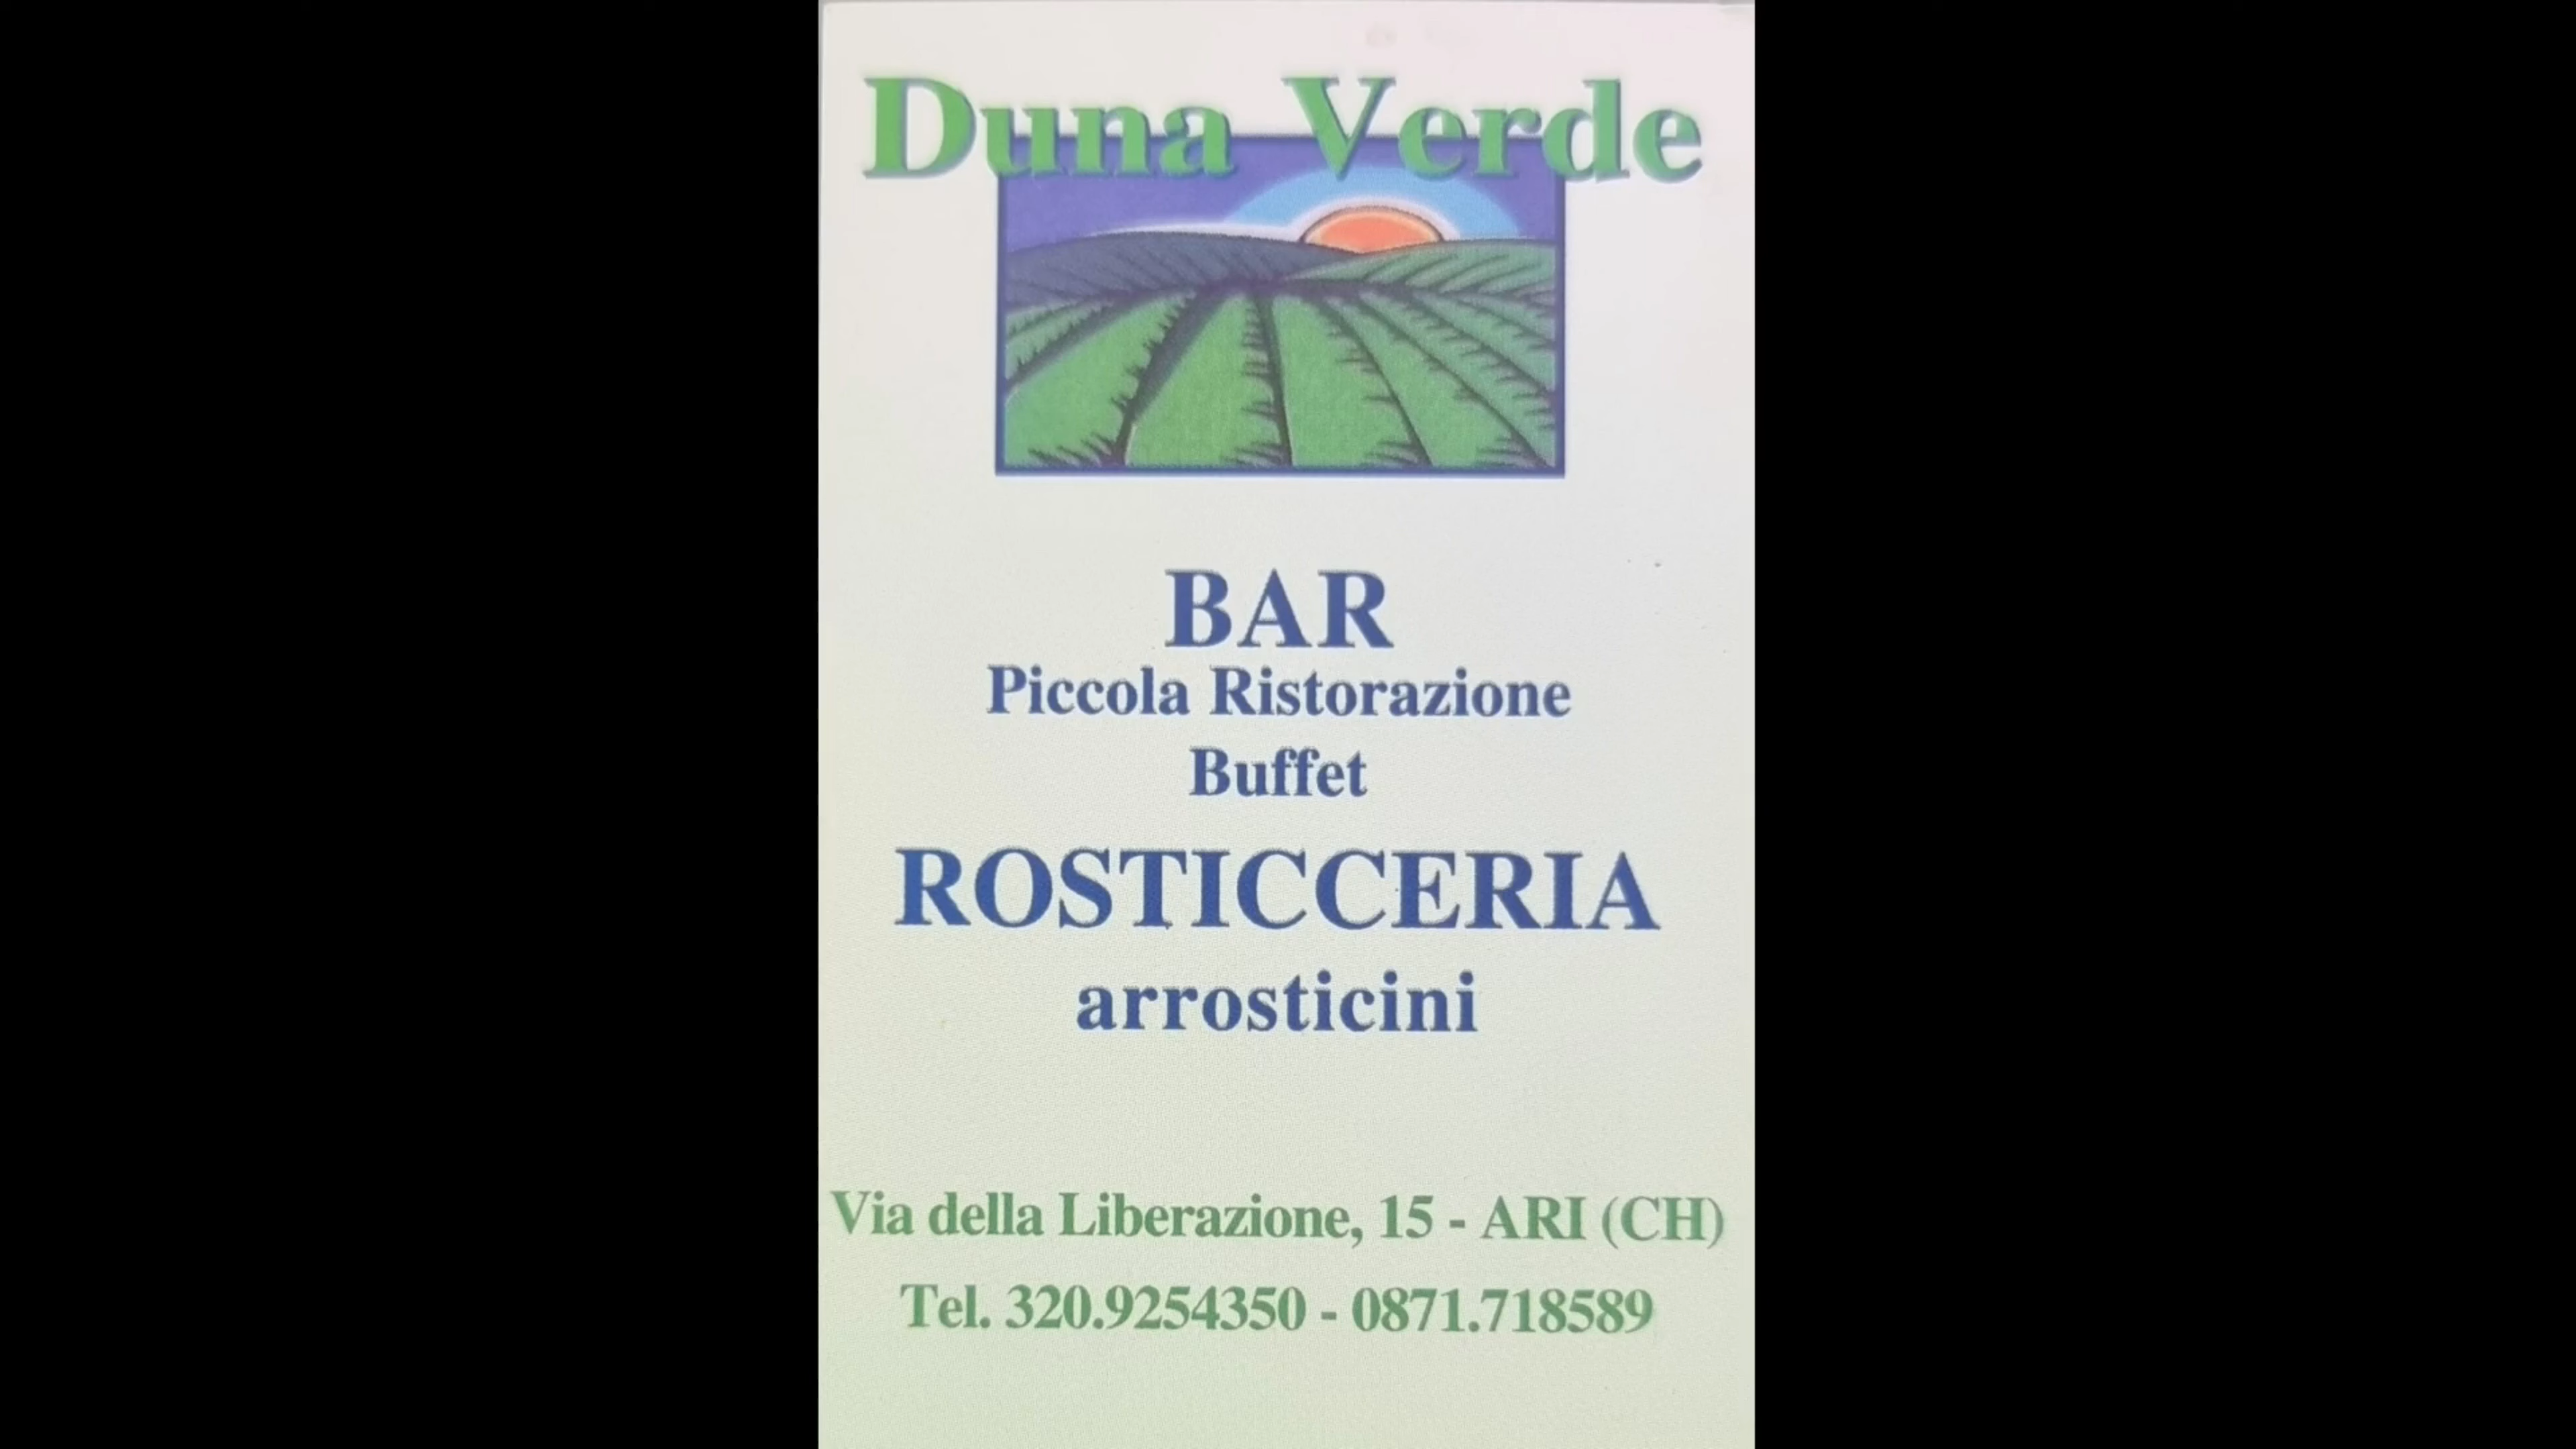 Duna Verde
BAR
Piccola Ristorazione
Buffet
ROSTICCERIA
arrosticini
Via della Liberazione, 15 - ARI (CH)
Tel. 320.9254350 - 0871.718589